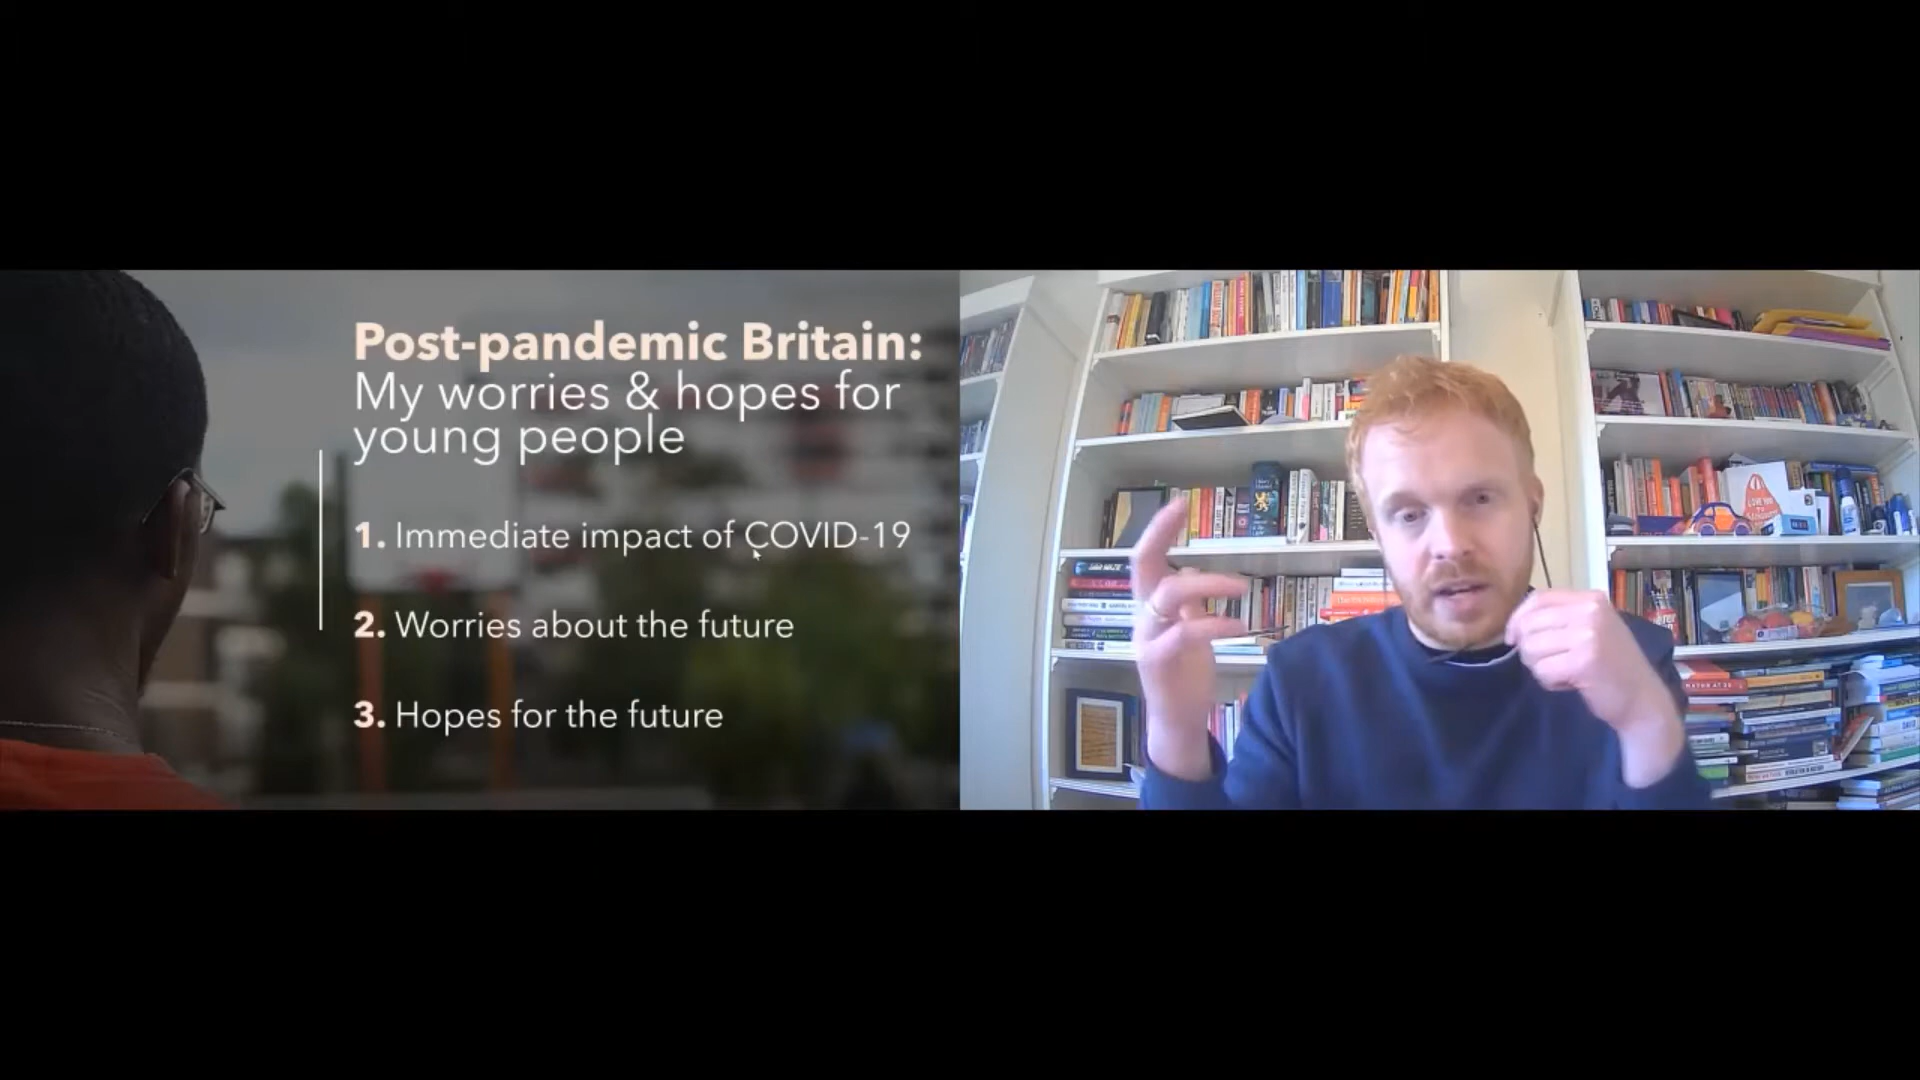 Post-pandemic Britain:
My worries & hopes for
young people
1. Immediate impact of COVID-19
2. Worries about the future
3. Hopes for the future